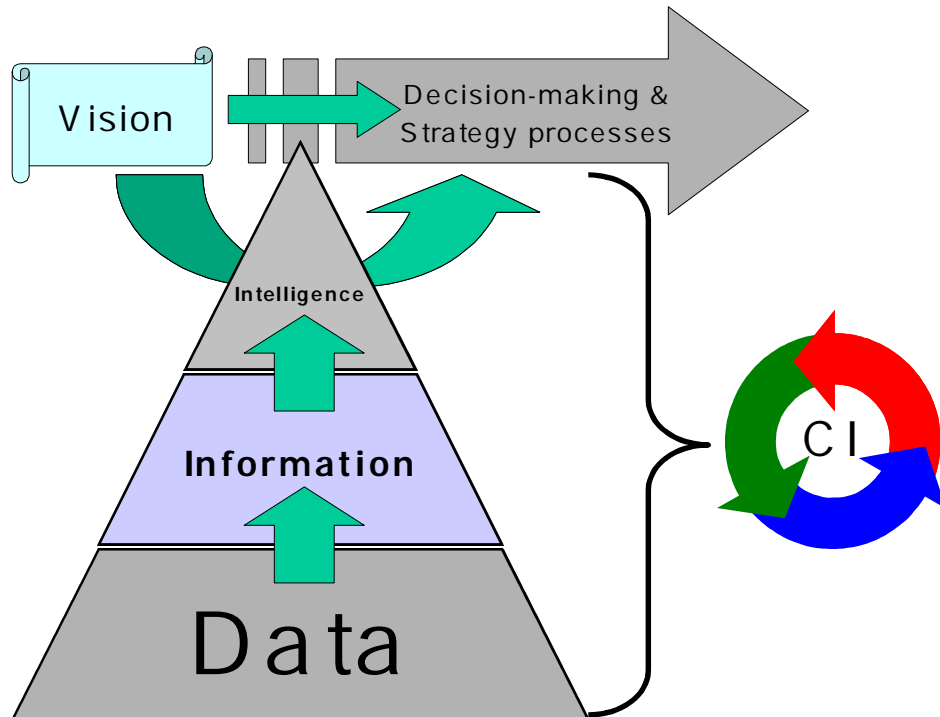 Vision
Decision-making &
Strategy processes
Intelligence
Information
CI
Data